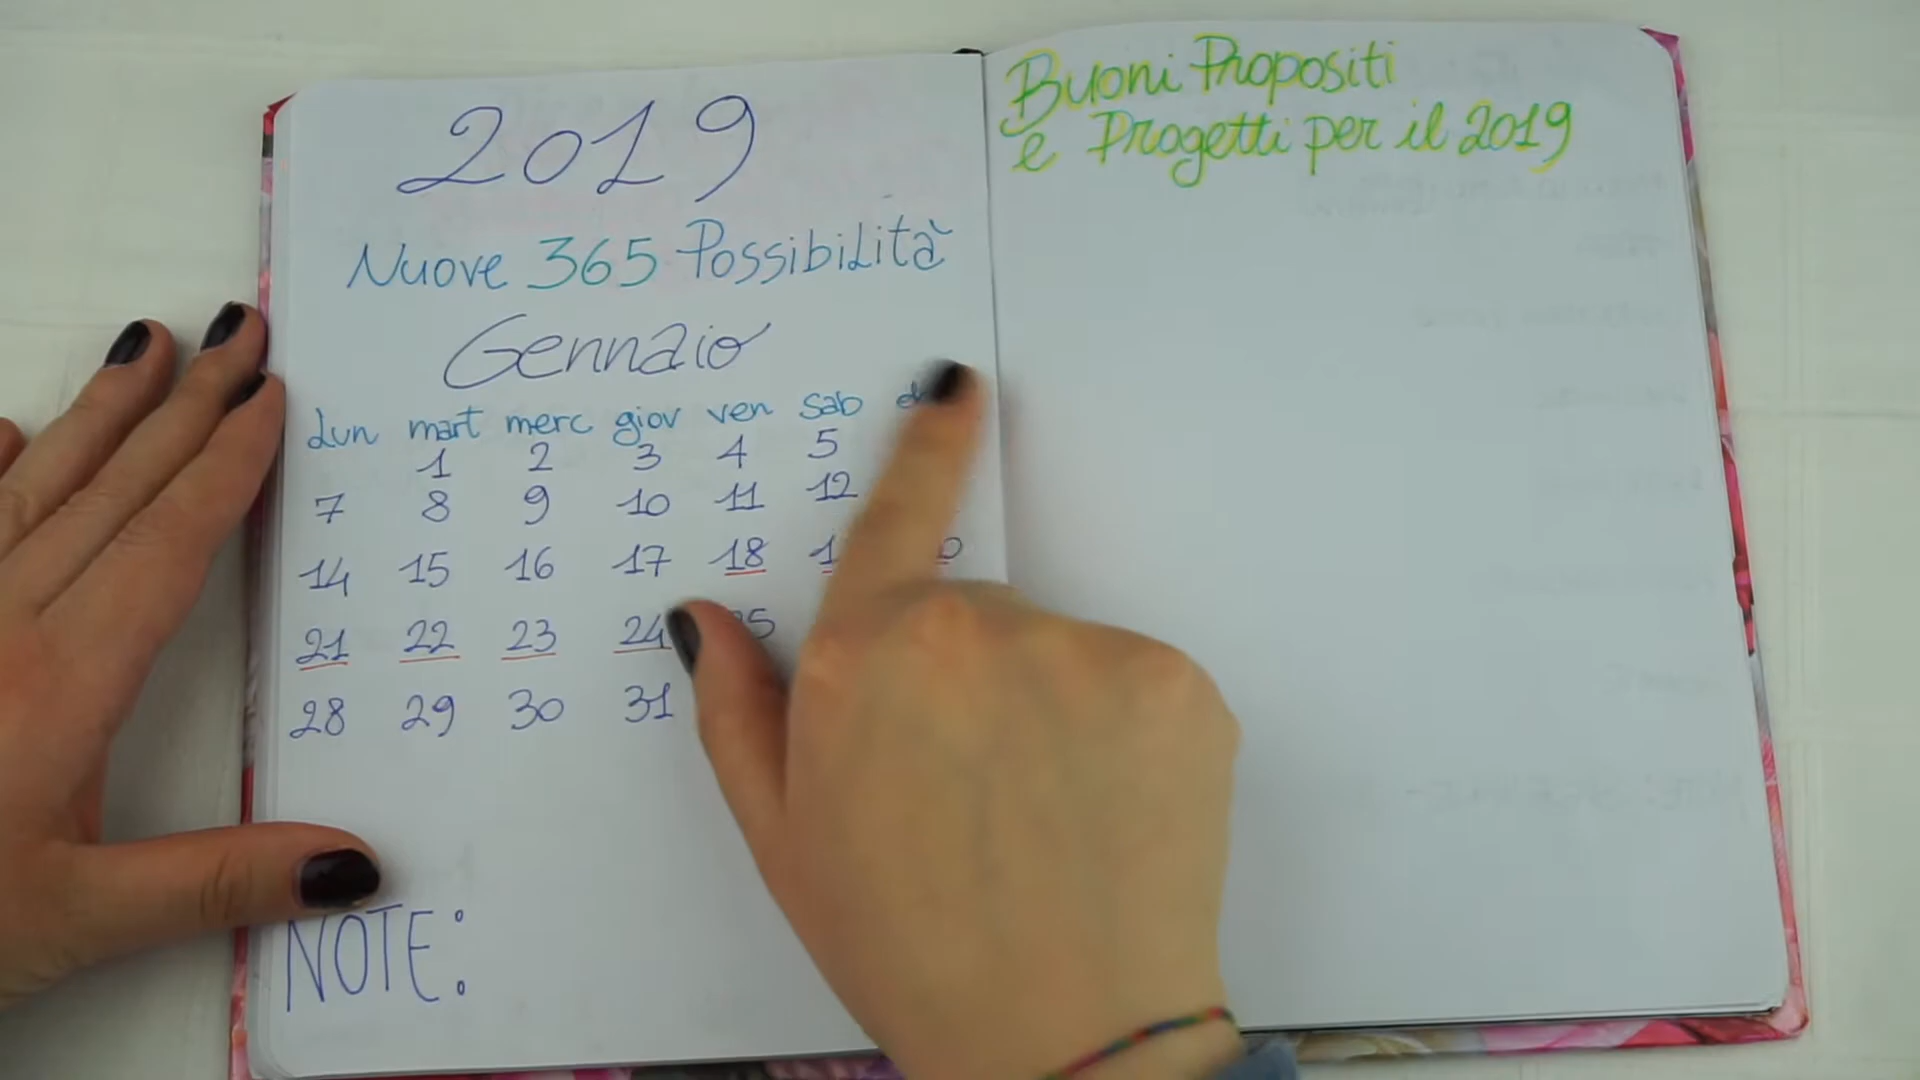 2019
Nuove 365 Possibilità
Gennaio
lun mart merc giov ven sab
1 2 3 4 5
7 8 9 10 11 12
14 15 16 17 18
21 22 23 24
28 29 30 31
NOTE:
Buoni Propositi
e Progetti per il 2019